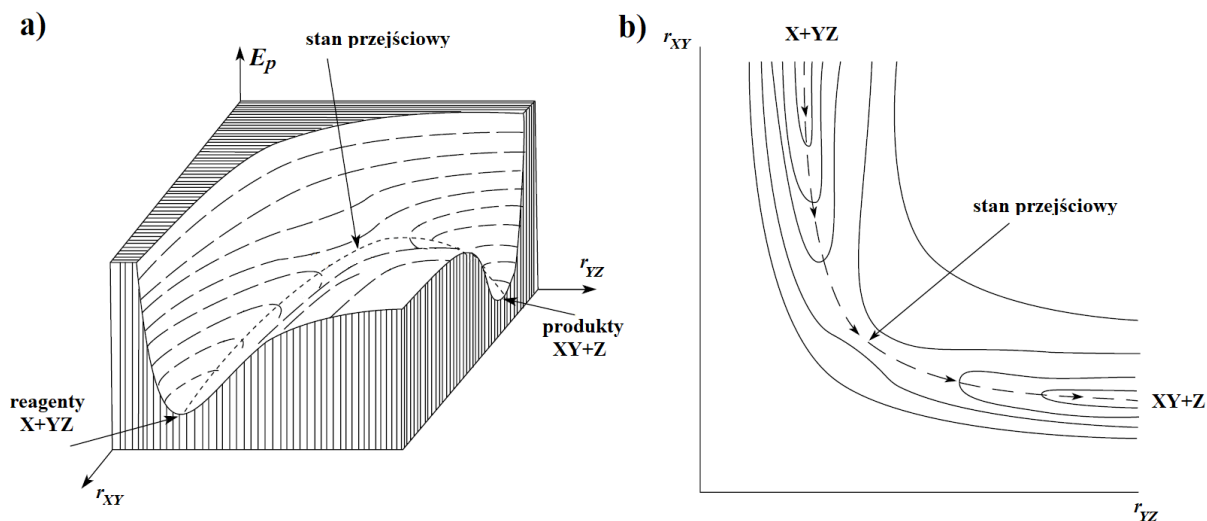 a)
E_p
stan przejściowy
r_YZ
produkty
XY+Z
reagenty
X+YZ
r_XY
b)
r_XY
X+YZ
stan przejściowy
XY+Z
r_YZ